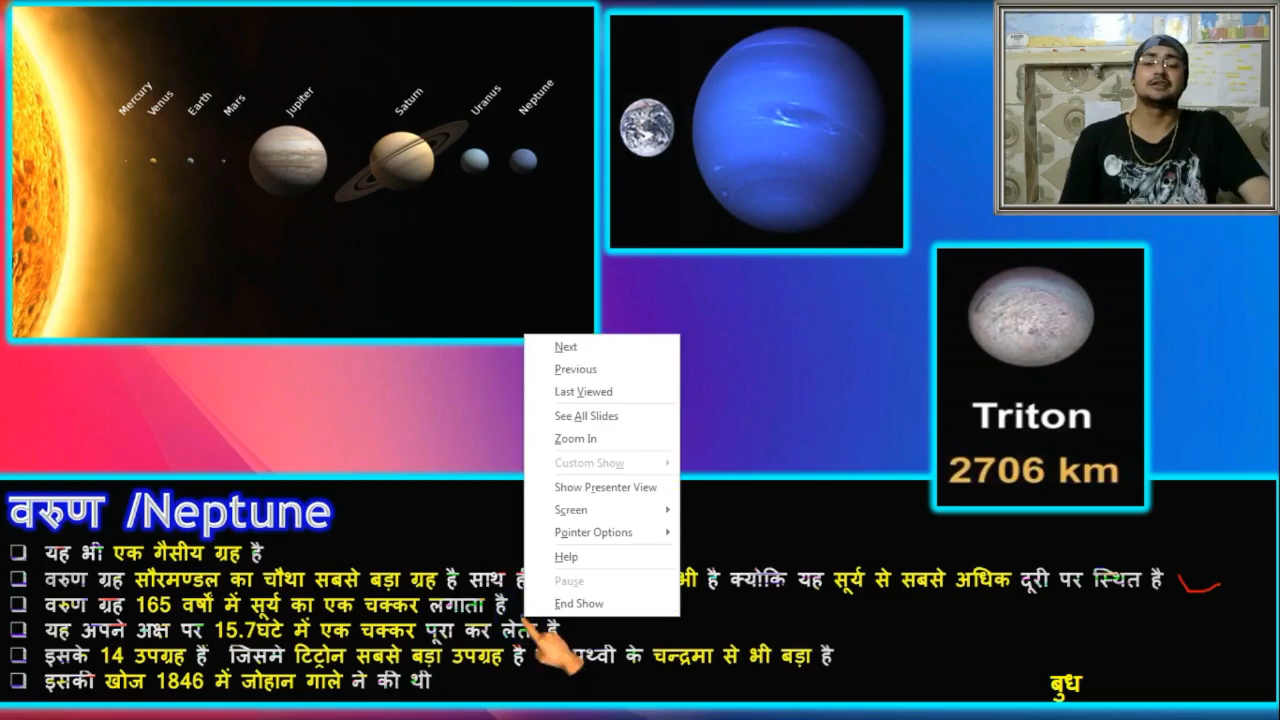 Mercury
Venus
Earth
Mars
Jupiter
Saturn
Uranus
Neptune
Triton
2706 km
Next
Previous
Last Viewed
See All Slides
Zoom In
Custom Show
Show Presenter View
Screen
Pointer Options
Help
Pause
End Show
वरुण /Neptune
यह भी एक गैसीय ग्रह है
वरुण ग्रह सौरमण्डल का चौथा सबसे बड़ा ग्रह है साथ भी है क्योकि यह सूर्य से सबसे अधिक दूरी पर स्थित है
वरुण ग्रह 165 वर्षो में सूर्य का एक चक्कर लगाता है
यह अपने अक्ष पर 15.7घटे में एक चक्कर पूरा कर लेता है
इसके 14 उपग्रह हैं जिसमे टिट्रोन सबसे बड़ा उपग्रह है के चन्द्रमा से भी बड़ा है
इसकी खोज 1846 में जोहान गाले ने की थी
बुध